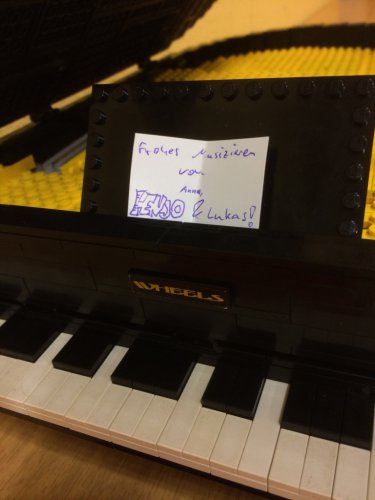 Frohes Musizieren
von
Anna,
& Lukas!
WHEELS